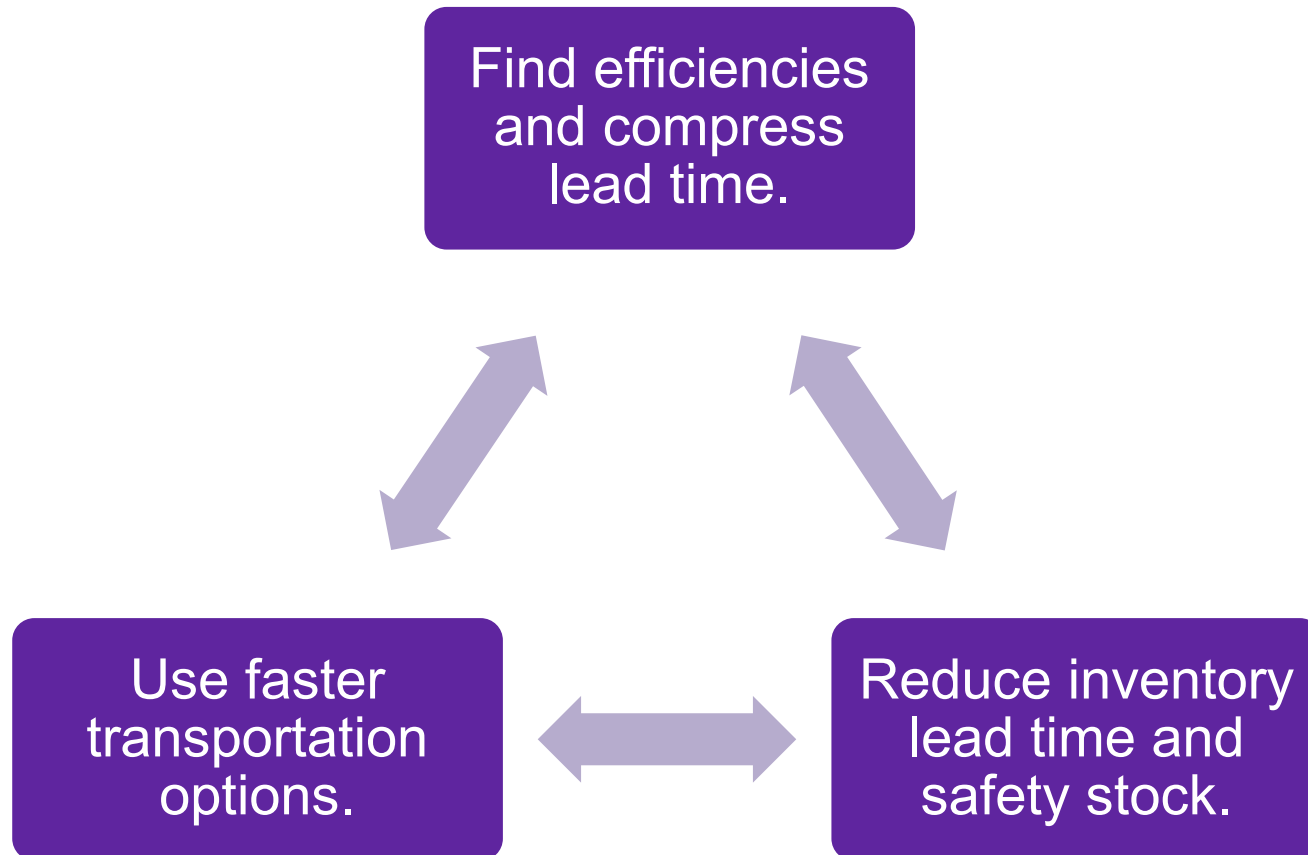 Find efficiencies
and compress
lead time.
Use faster
transportation
options.
Reduce inventory
lead time and
safety stock.